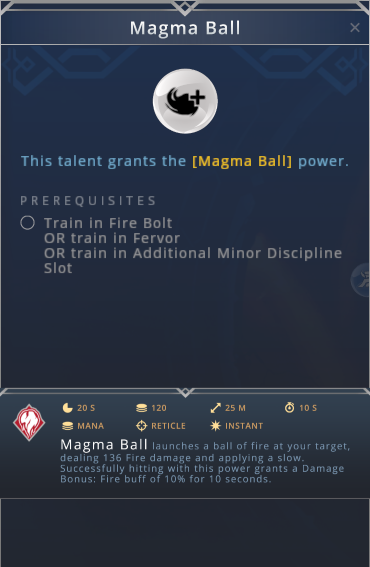 Magma Ball
This talent grants the [Magma Ball] power.
PREREQUISITES
Train in Fire Bolt
OR train in Fervor
OR train in Additional Minor Discipline
Slot
20 S 120 25 M 10 S
MANA RETICLE INSTANT
Magma Ball launches a ball of fire at your target,
dealing 136 Fire damage and applying a slow.
Successfully hitting with this power grants a Damage
Bonus: Fire buff of 10% for 10 seconds.